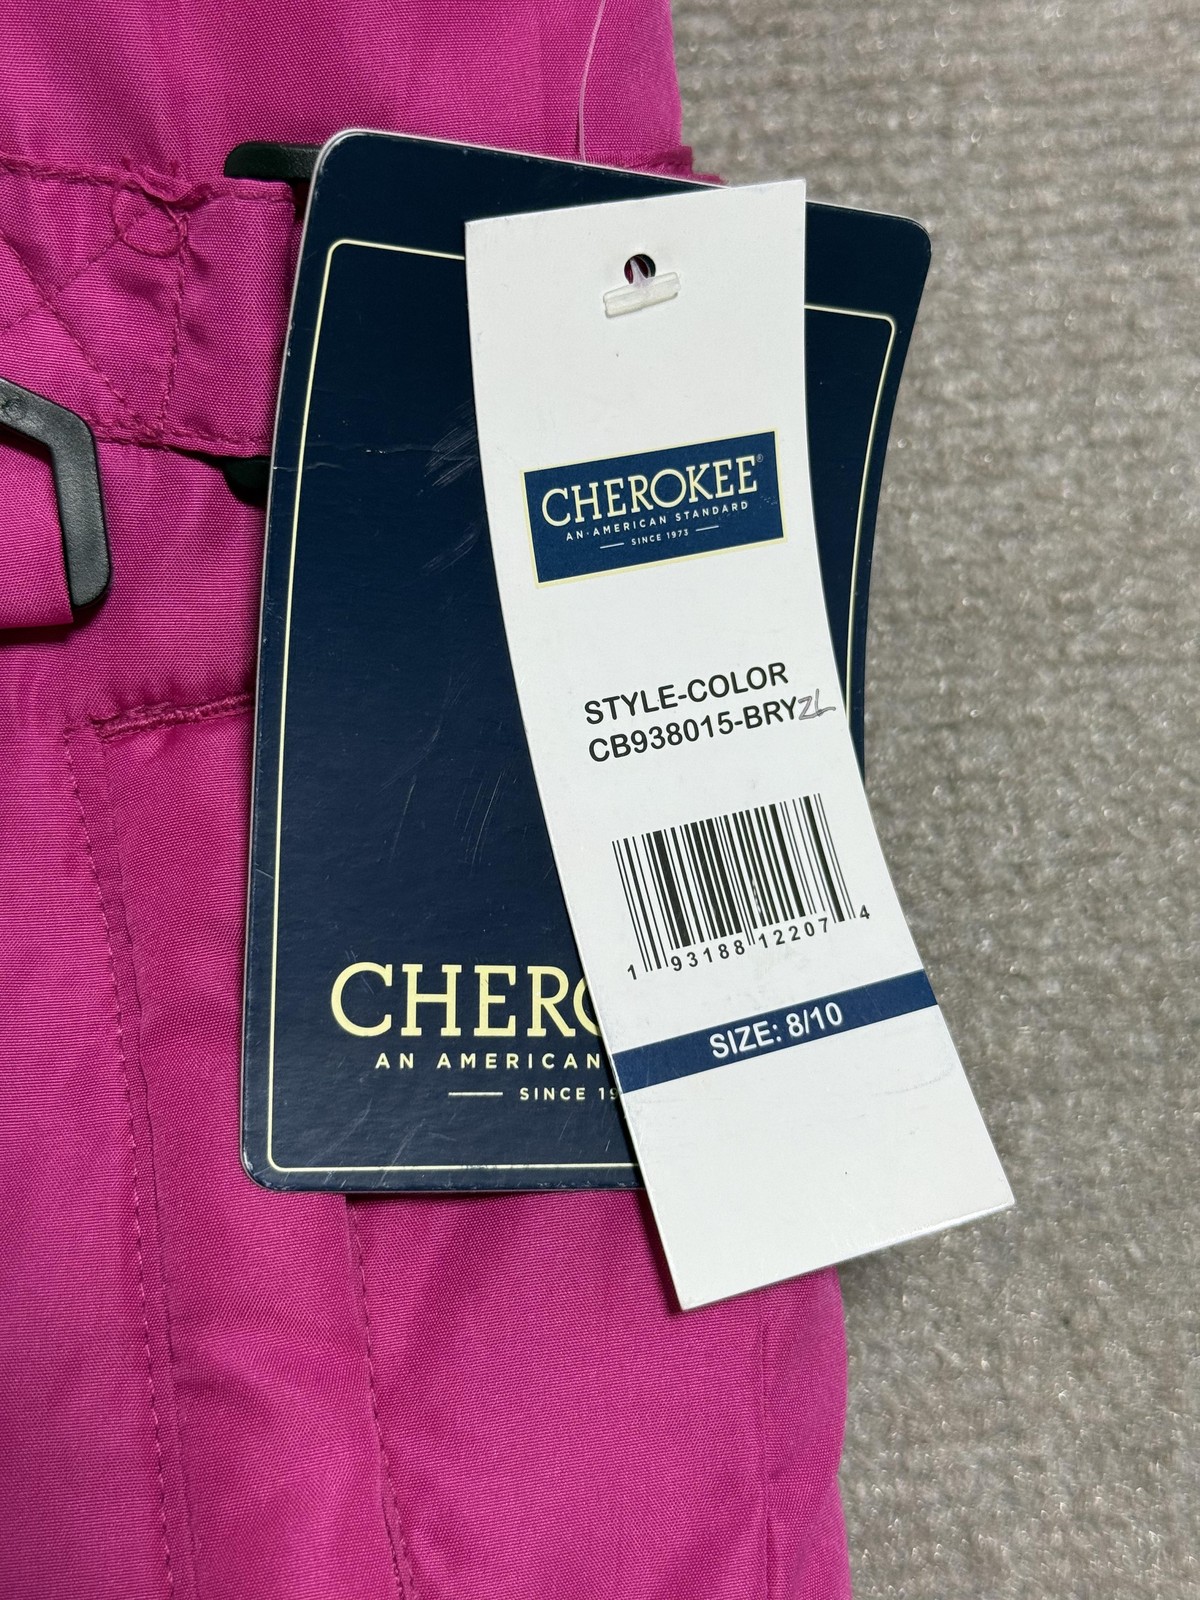 CHEROKEE®
AN·AMERICAN STANDARD
SINCE 1973
STYLE-COLOR
CB938015-BRYZL
1 93188 12207 4
SIZE: 8/10
CHERO
AN AMERICAN
SINCE 19